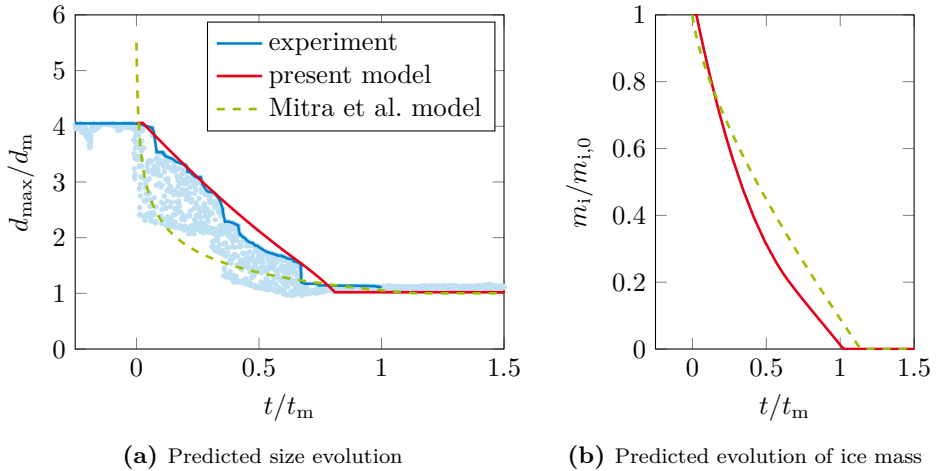 6
5
4
3
2
1
0
d_max/d_m
experiment
present model
Mitra et al. model
0
0.5
1
1.5
t/t_m
(a) Predicted size evolution
1
0.8
0.6
0.4
0.2
0
m_i/m_i,0
0
0.5
1
1.5
t/t_m
(b) Predicted evolution of ice mass